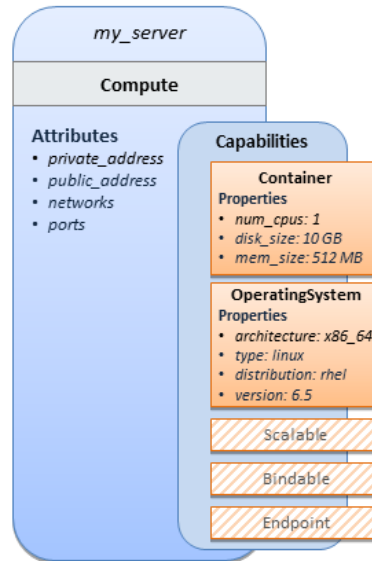 my_server
Compute
Attributes
• private_address
• public_address
• networks
• ports
Capabilities
Container
Properties
• num_cpus: 1
• disk_size: 10 GB
• mem_size: 512 MB
OperatingSystem
Properties
• architecture: x86_64
• type: linux
• distribution: rhel
• version: 6.5
Scalable
Bindable
Endpoint